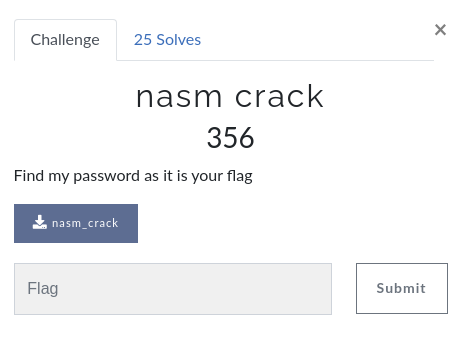 Challenge
25 Solves
×
nasm crack
356
Find my password as it is your flag
nasm_crack
Flag
Submit